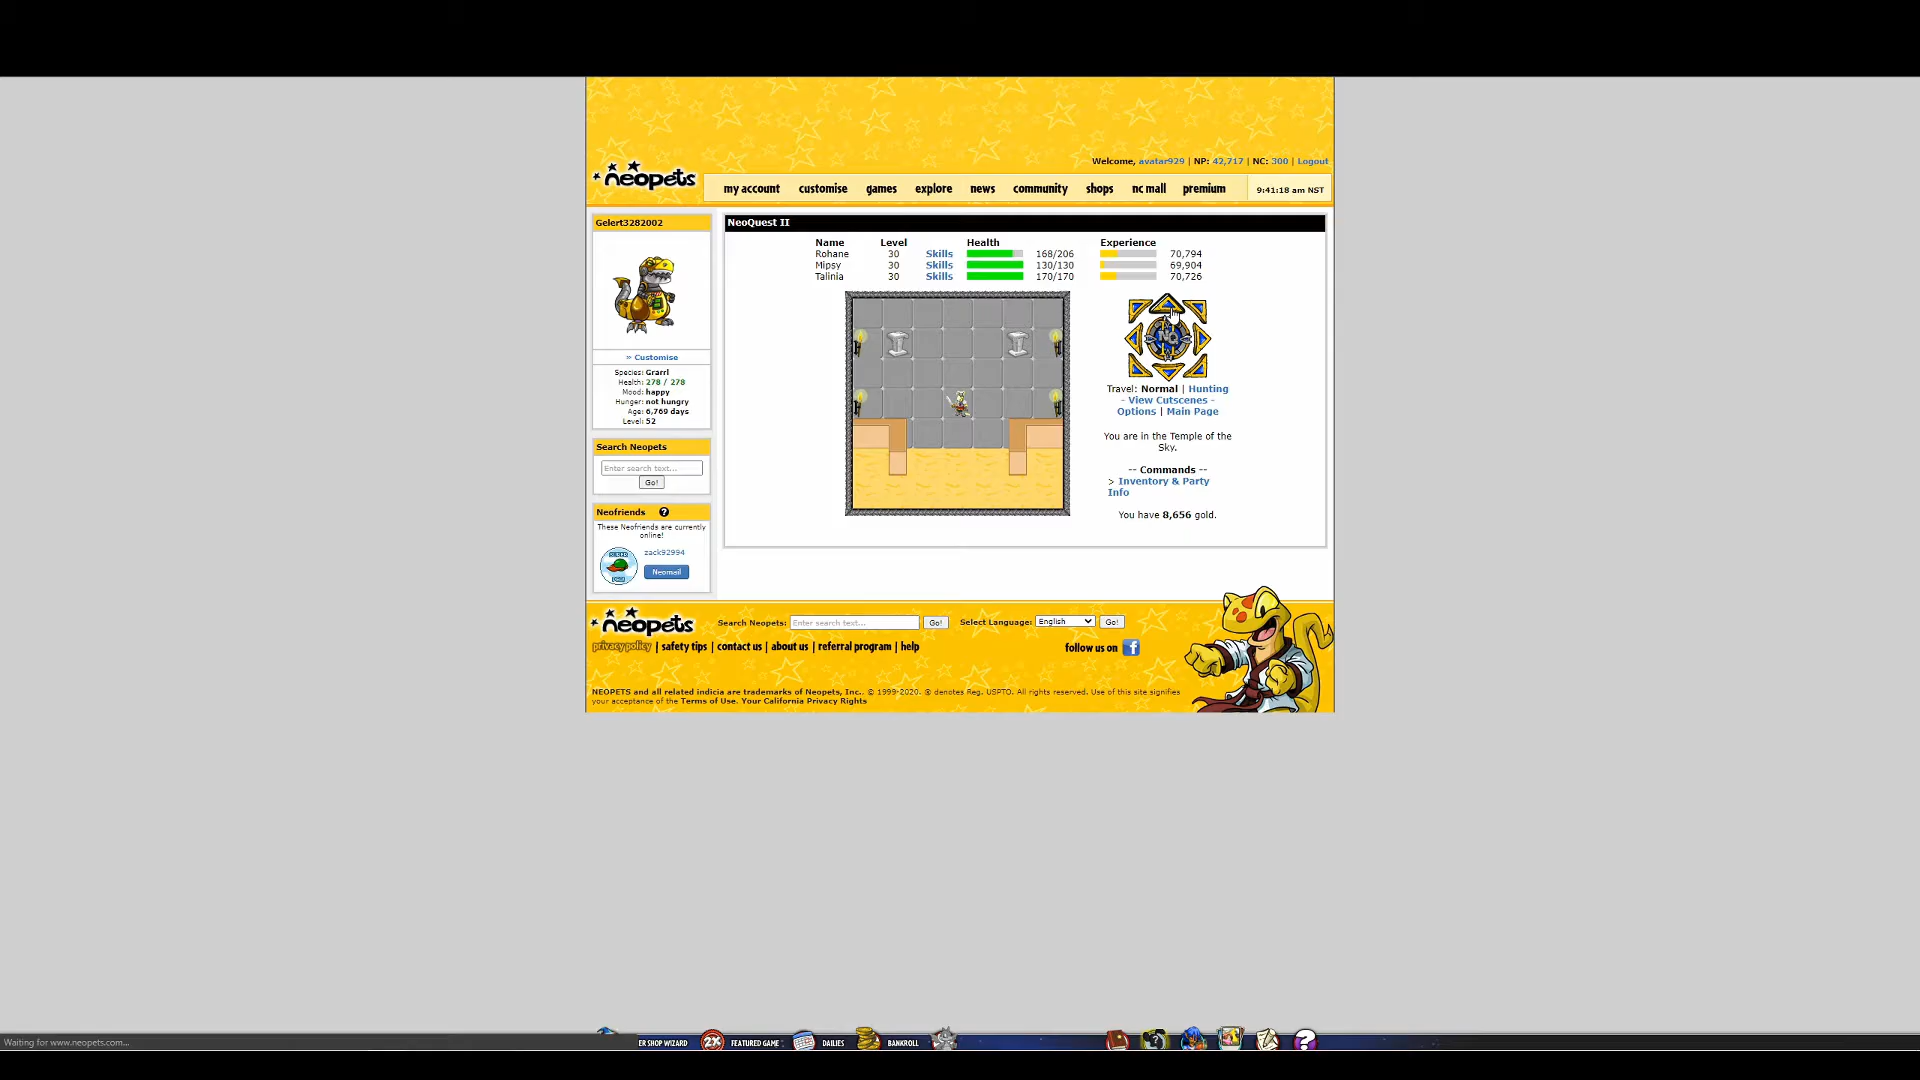 Welcome, avatar929 | NP: 42,717 | NC: 300 | Logout
neopets
my account customise games explore news community shops nc mall premium 9:41:18 am NST
Gelert3282002
» Customise
Species: Grarrl
Health: 278 / 278
Mood: happy
Hunger: not hungry
Age: 6,769 days
Level: 52
Search Neopets
Enter search text...
Go!
Neofriends ?
These Neofriends are currently
online!
zack92994
Neomail
NeoQuest II
Name Level Health Experience
Rohane 30 Skills 168/206 70,794
Mipsy 30 Skills 130/130 69,904
Talinia 30 Skills 170/170 70,726
NQ
Travel: Normal | Hunting
- View Cutscenes -
Options | Main Page
You are in the Temple of the
Sky.
-- Commands --
> Inventory & Party
Info
You have 8,656 gold.
neopets
Search Neopets: Enter search text... Go! Select Language: English Go!
privacy policy | safety tips | contact us | about us | referral program | help
follow us on f
NEOPETS and all related indicia are trademarks of Neopets, Inc.. © 1999-2020. ® denotes Reg. USPTO. All rights reserved. Use of this site signifies
your acceptance of the Terms of Use. Your California Privacy Rights
Waiting for www.neopets.com...
ER SHOP WIZARD 2X FEATURED GAME DAILIES BANKROLL ?